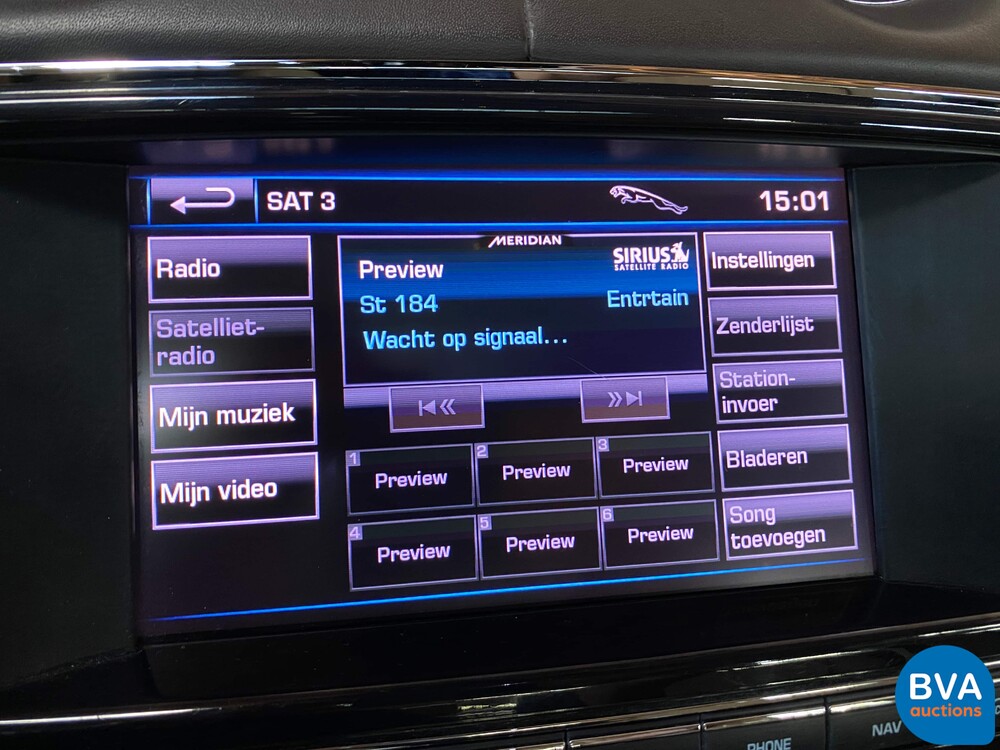 SAT 3
15:01
Radio
Satelliet-
radio
Mijn muziek
Mijn video
MERIDIAN
SIRIUS
SATELLITE RADIO
Preview
St 184
Entrtain
Wacht op signaal...
1
Preview
2
Preview
3
Preview
4
Preview
5
Preview
6
Preview
Instellingen
Zenderlijst
Station-
invoer
Bladeren
Song
toevoegen
PHONE
NAV
BVA
auctions